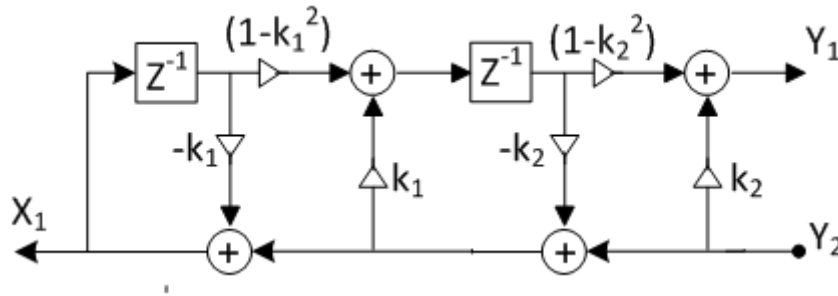 (1-k₁²) (1-k₂²) Y₁
Z⁻¹ + Z⁻¹ +
-k₁ k₁ -k₂ k₂
X₁ + + Y₂